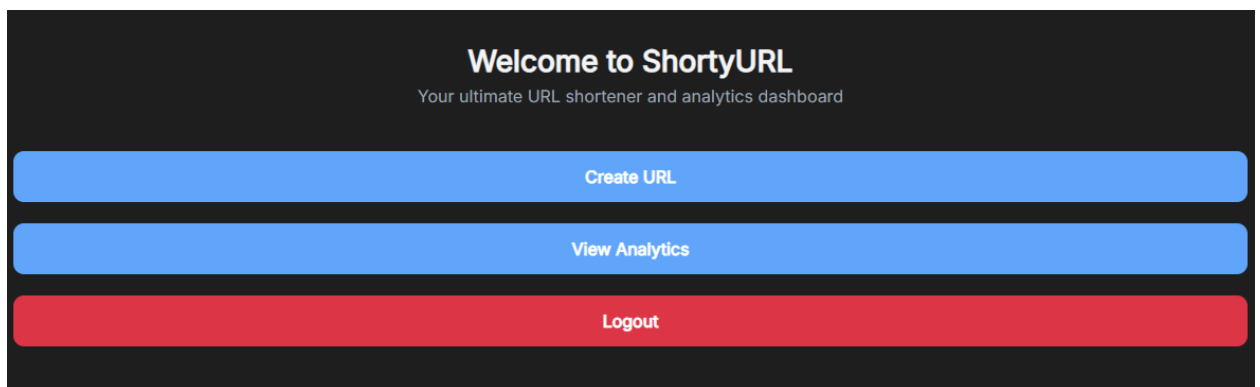 Welcome to ShortyURL
Your ultimate URL shortener and analytics dashboard
Create URL
View Analytics
Logout